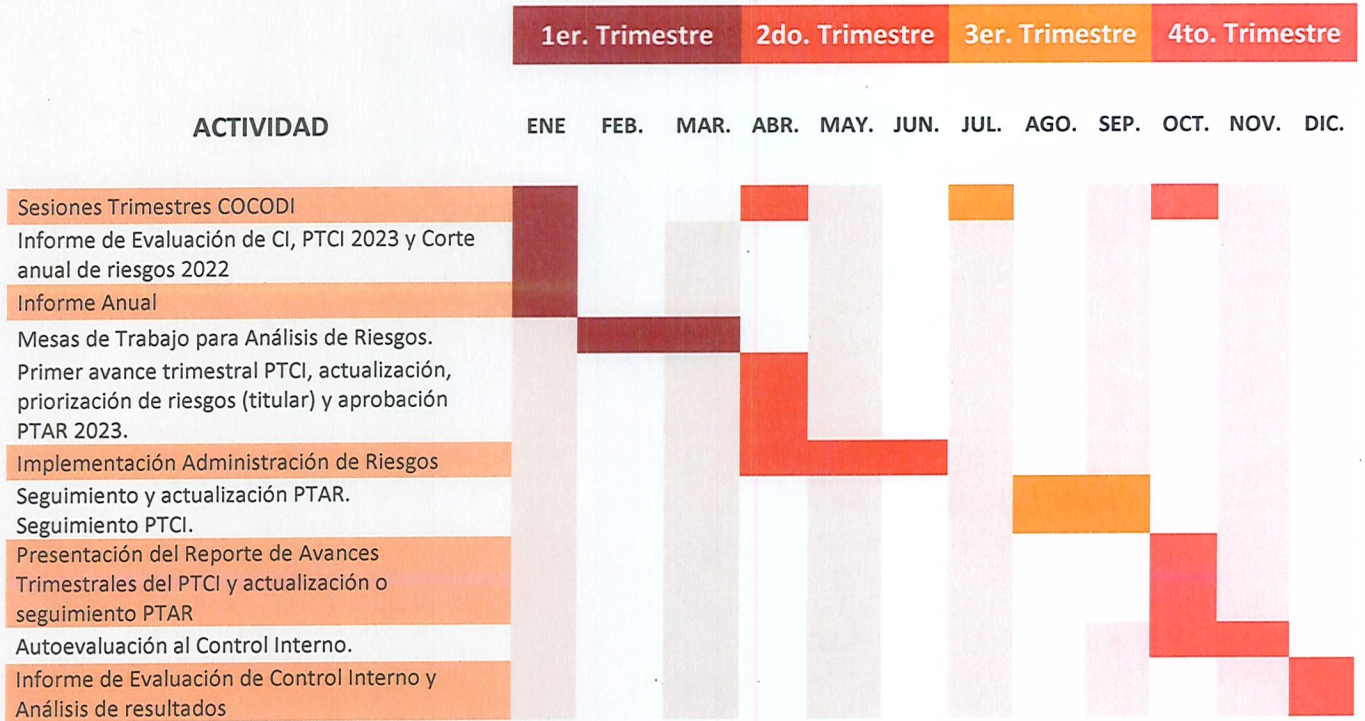 1er. Trimestre 2do. Trimestre 3er. Trimestre 4to. Trimestre
ACTIVIDAD ENE FEB. MAR. ABR. MAY. JUN. JUL. AGO. SEP. OCT. NOV. DIC.
Sesiones Trimestres COCODI
Informe de Evaluación de CI, PTCI 2023 y Corte
anual de riesgos 2022
Informe Anual
Mesas de Trabajo para Análisis de Riesgos.
Primer avance trimestral PTCI, actualización,
priorización de riesgos (titular) y aprobación
PTAR 2023.
Implementación Administración de Riesgos
Seguimiento y actualización PTAR.
Seguimiento PTCI.
Presentación del Reporte de Avances
Trimestrales del PTCI y actualización o
seguimiento PTAR
Autoevaluación al Control Interno.
Informe de Evaluación de Control Interno y
Análisis de resultados